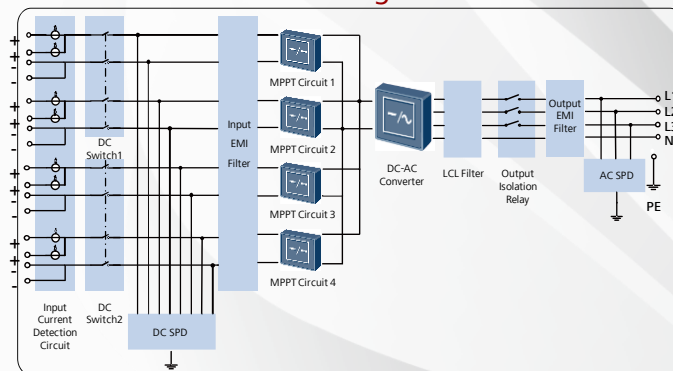 +
+
-
-
+
+
-
-
+
+
-
-
+
+
-
-
DC
Switch1
Input
EMI
Filter
MPPT Circuit 1
MPPT Circuit 2
MPPT Circuit 3
MPPT Circuit 4
DC-AC
Converter
LCL Filter
Output
Isolation
Relay
Output
EMI
Filter
L1
L2
L3
N
AC SPD
PE
Input
Current
Detection
Circuit
DC
Switch2
DC SPD